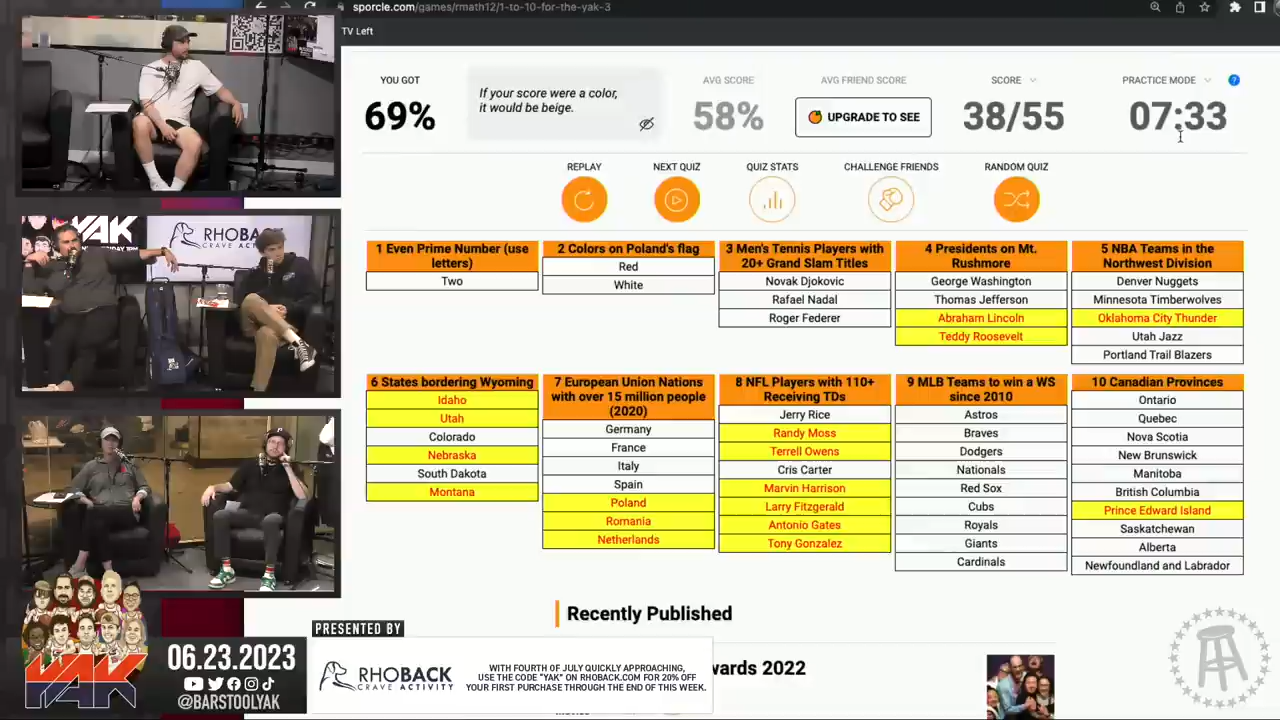 sporcle.com/games/rmath12/1-to-10-for-the-yak-3
TV Left
YOU GOT
69%
If your score were a color,
it would be beige.
AVG SCORE
58%
AVG FRIEND SCORE
UPGRADE TO SEE
SCORE
38/55
PRACTICE MODE
?
07:33
REPLAY
NEXT QUIZ
QUIZ STATS
CHALLENGE FRIENDS
RANDOM QUIZ
1 Even Prime Number (use
letters)
Two
2 Colors on Poland's flag
Red
White
3 Men's Tennis Players with
20+ Grand Slam Titles
Novak Djokovic
Rafael Nadal
Roger Federer
4 Presidents on Mt.
Rushmore
George Washington
Thomas Jefferson
Abraham Lincoln
Teddy Roosevelt
5 NBA Teams in the
Northwest Division
Denver Nuggets
Minnesota Timberwolves
Oklahoma City Thunder
Utah Jazz
Portland Trail Blazers
6 States bordering Wyoming
Idaho
Utah
Colorado
Nebraska
South Dakota
Montana
7 European Union Nations
with over 15 million people
(2020)
Germany
France
Italy
Spain
Poland
Romania
Netherlands
8 NFL Players with 110+
Receiving TDs
Jerry Rice
Randy Moss
Terrell Owens
Cris Carter
Marvin Harrison
Larry Fitzgerald
Antonio Gates
Tony Gonzalez
9 MLB Teams to win a WS
since 2010
Astros
Braves
Dodgers
Nationals
Red Sox
Cubs
Royals
Giants
Cardinals
10 Canadian Provinces
Ontario
Quebec
Nova Scotia
New Brunswick
Manitoba
British Columbia
Prince Edward Island
Saskatchewan
Alberta
Newfoundland and Labrador
Recently Published
wards 2022
YAK
RHOBACK
CRAVE ACTIVITY
PRESENTED BY
YAK
06.23.2023
@BARSTOOLYAK
RHOBACK
CRAVE ACTIVITY
WITH FOURTH OF JULY QUICKLY APPROACHING,
USE THE CODE "YAK" ON RHOBACK.COM FOR 20% OFF
YOUR FIRST PURCHASE THROUGH THE END OF THIS WEEK.